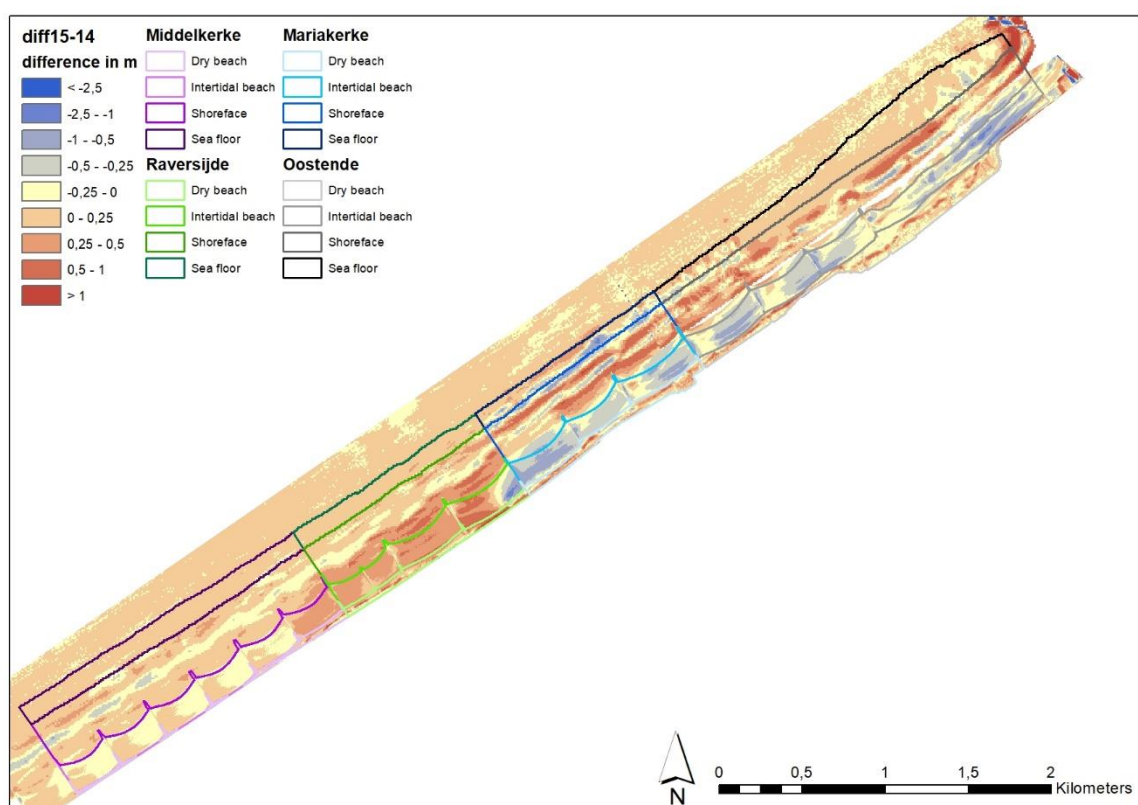 diff15-14
difference in m
< -2,5
-2,5 - -1
-1 - -0,5
-0,5 - -0,25
-0,25 - 0
0 - 0,25
0,25 - 0,5
0,5 - 1
> 1
Middelkerke
Dry beach
Intertidal beach
Shoreface
Sea floor
Raversijde
Dry beach
Intertidal beach
Shoreface
Sea floor
Mariakerke
Dry beach
Intertidal beach
Shoreface
Sea floor
Oostende
Dry beach
Intertidal beach
Shoreface
Sea floor
N
0 0,5 1 1,5 2
Kilometers